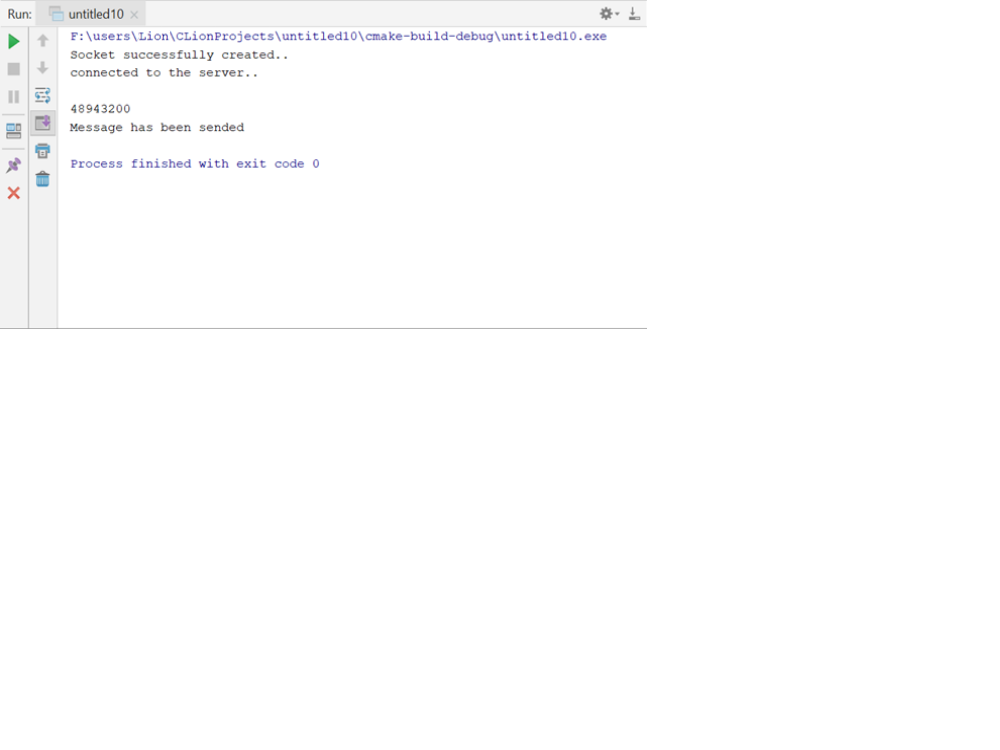 Run: untitled10
F:\users\Lion\CLionProjects\untitled10\cmake-build-debug\untitled10.exe
Socket successfully created..
connected to the server..
48943200
Message has been sended
Process finished with exit code 0